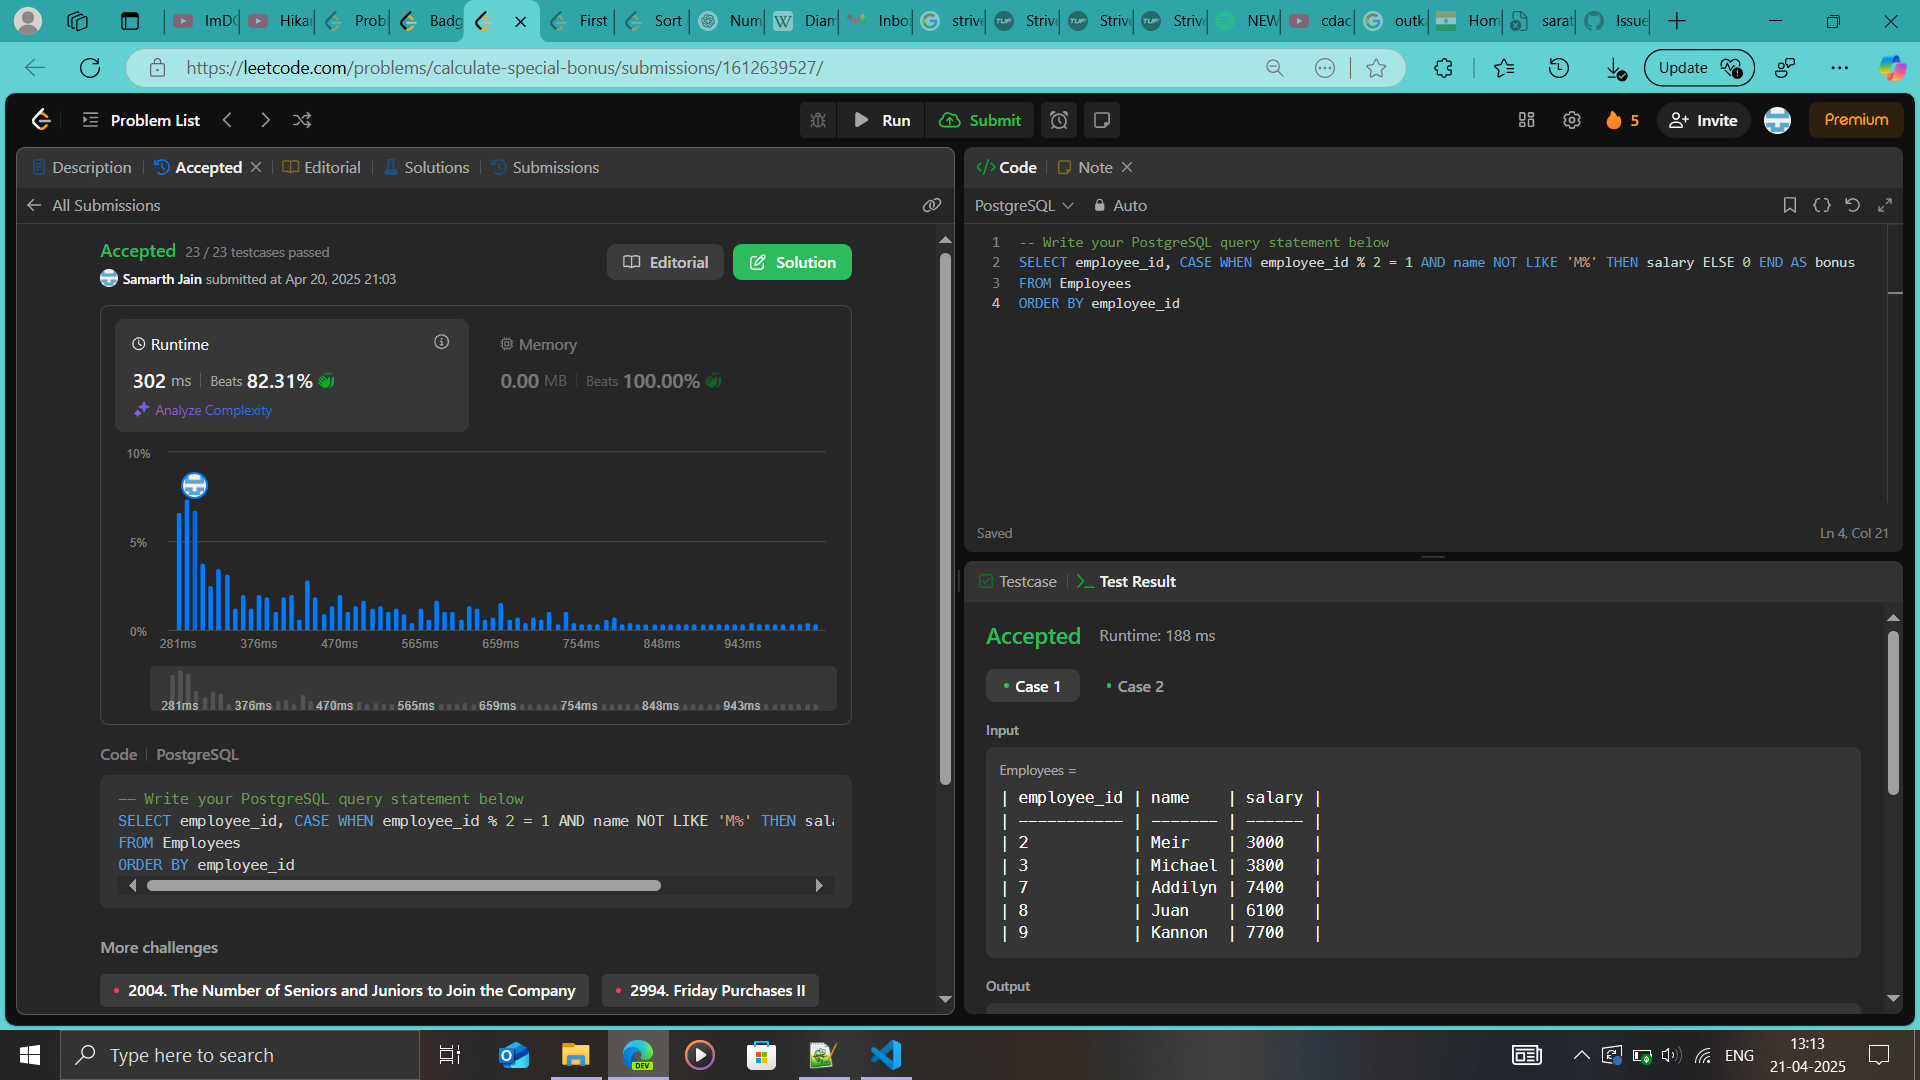 ImDC
Hikar
Prob
Badg
First
Sort
Num
Diam
Inbo
strive
Strive
Strive
Strive
NEW
cdac
outk
Hom
sarat
Issue
https://leetcode.com/problems/calculate-special-bonus/submissions/1612639527/
Update
Problem List
Run
Submit
5
Invite
Premium
Description
Accepted
Editorial
Solutions
Submissions
All Submissions
Accepted 23 / 23 testcases passed
Samarth Jain submitted at Apr 20, 2025 21:03
Editorial
Solution
Runtime
302 ms Beats 82.31%
Analyze Complexity
Memory
0.00 MB Beats 100.00%
10%
5%
0%
281ms 376ms 470ms 565ms 659ms 754ms 848ms 943ms
281ms 376ms 470ms 565ms 659ms 754ms 848ms 943ms
Code | PostgreSQL
-- Write your PostgreSQL query statement below
SELECT employee_id, CASE WHEN employee_id % 2 = 1 AND name NOT LIKE 'M%' THEN sala
FROM Employees
ORDER BY employee_id
More challenges
2004. The Number of Seniors and Juniors to Join the Company
2994. Friday Purchases II
</> Code
Note
PostgreSQL
Auto
1 -- Write your PostgreSQL query statement below
2 SELECT employee_id, CASE WHEN employee_id % 2 = 1 AND name NOT LIKE 'M%' THEN salary ELSE 0 END AS bonus
3 FROM Employees
4 ORDER BY employee_id
Saved
Ln 4, Col 21
Testcase
Test Result
Accepted Runtime: 188 ms
Case 1
Case 2
Input
Employees =
| employee_id | name | salary |
| ----------- | ------- | ------ |
| 2 | Meir | 3000 |
| 3 | Michael | 3800 |
| 7 | Addilyn | 7400 |
| 8 | Juan | 6100 |
| 9 | Kannon | 7700 |
Output
Type here to search
DEV
ENG
13:13
21-04-2025